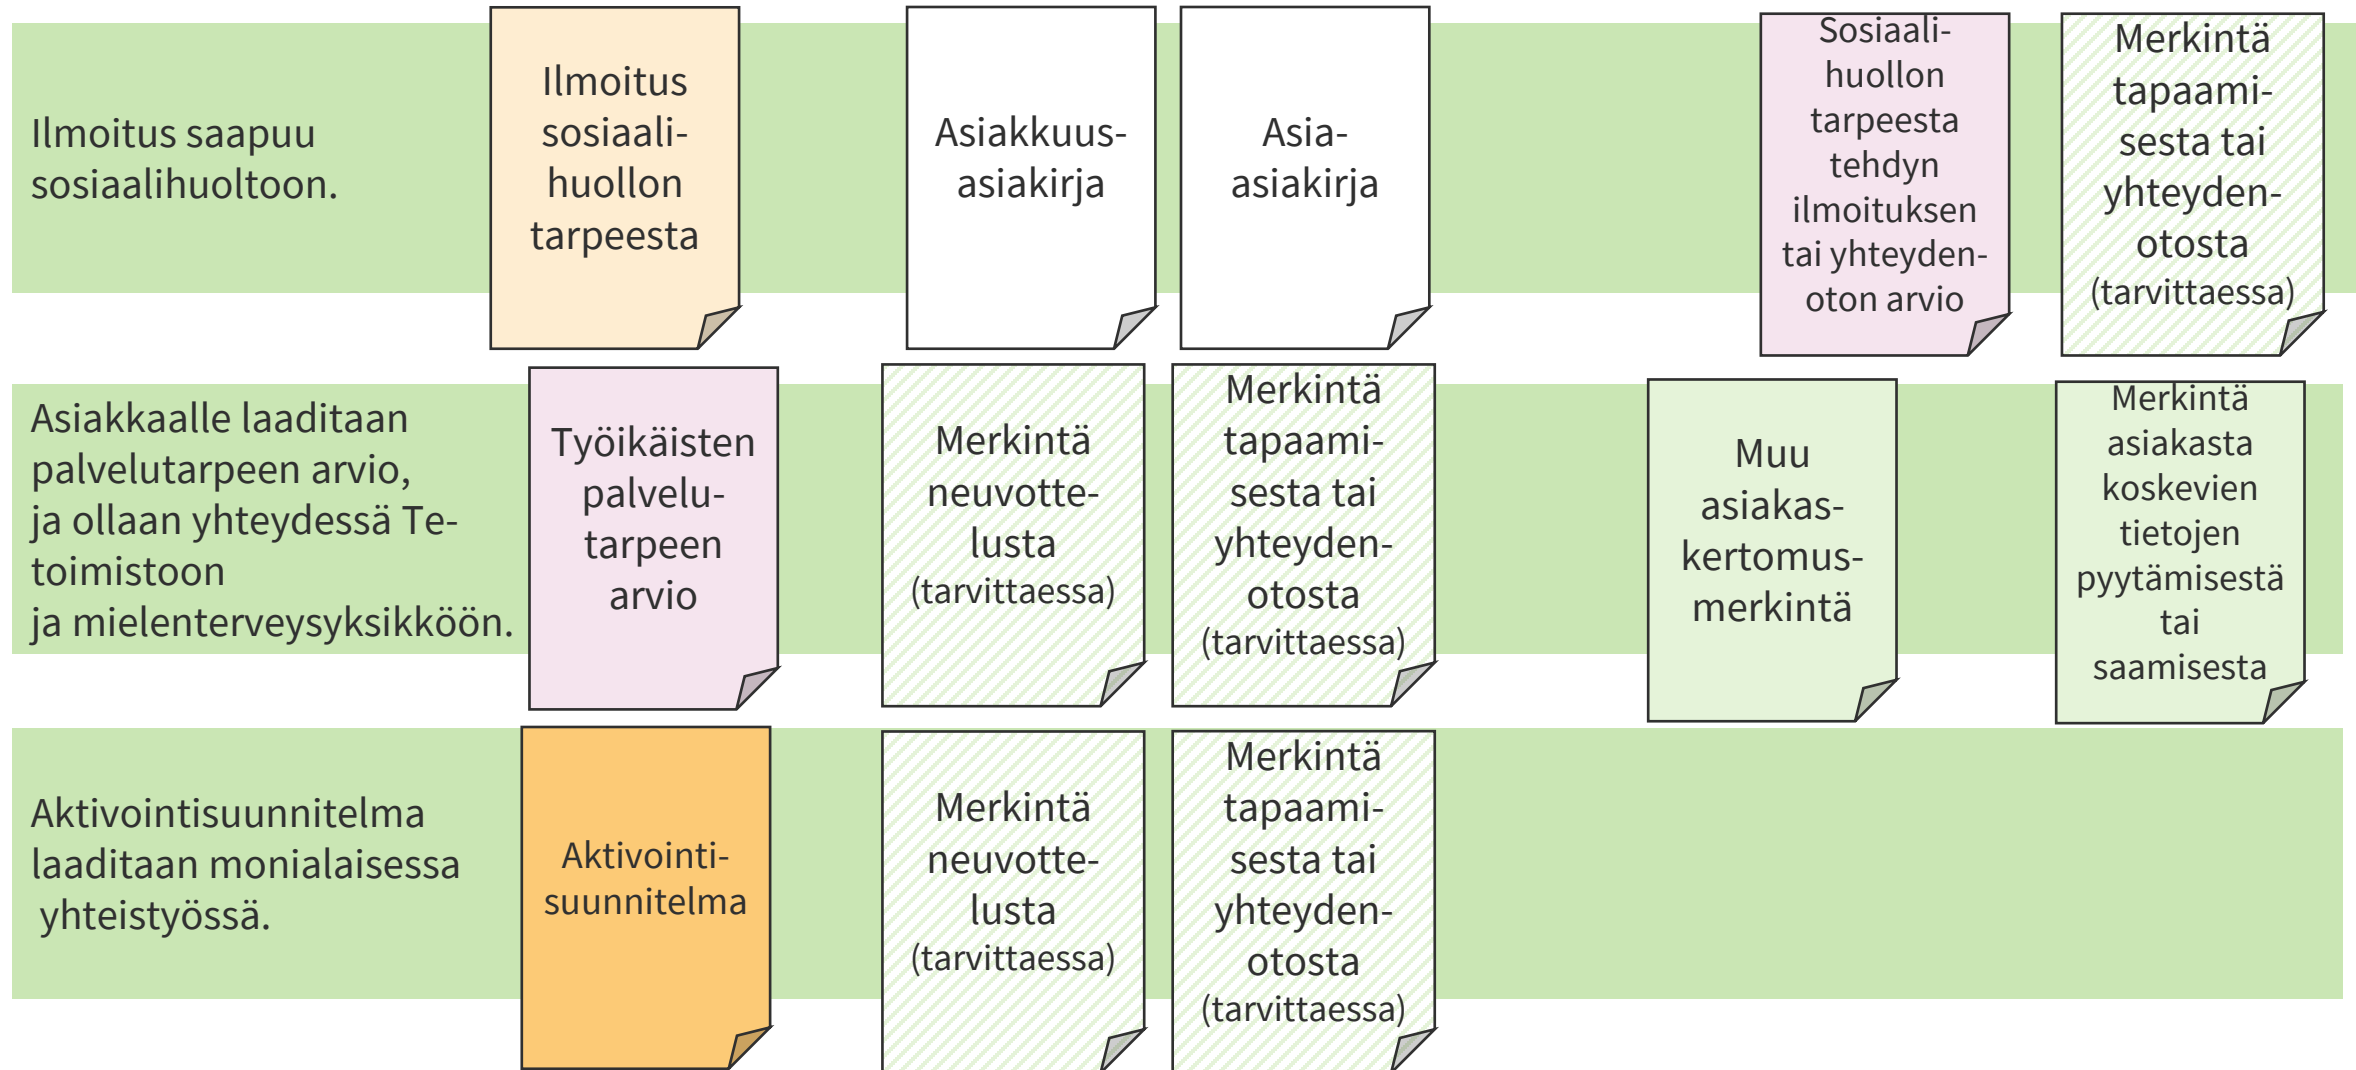 Ilmoitus saapuu
sosiaalihuoltoon.
Ilmoitus
sosiaali-
huollon
tarpeesta
Asiakkuus-
asiakirja
Asia-
asiakirja
Sosiaali-
huollon
tarpeesta
tehdyn
ilmoituksen
tai yhteyden-
oton arvio
Merkintä
tapaami-
sesta tai
yhteyden-
otosta
(tarvittaessa)
Asiakkaalle laaditaan
palvelutarpeen arvio,
ja ollaan yhteydessä Te-
toimistoon
ja mielenterveysyksikköön.
Työikäisten
palvelu-
tarpeen
arvio
Merkintä
neuvotte-
lusta
(tarvittaessa)
Merkintä
tapaami-
sesta tai
yhteyden-
otosta
(tarvittaessa)
Muu
asiakas-
kertomus-
merkintä
Merkintä
asiakasta
koskevien
tietojen
pyytämisestä
tai
saamisesta
Aktivointisuunnitelma
laaditaan monialaisessa
yhteistyössä.
Aktivointi-
suunnitelma
Merkintä
neuvotte-
lusta
(tarvittaessa)
Merkintä
tapaami-
sesta tai
yhteyden-
otosta
(tarvittaessa)